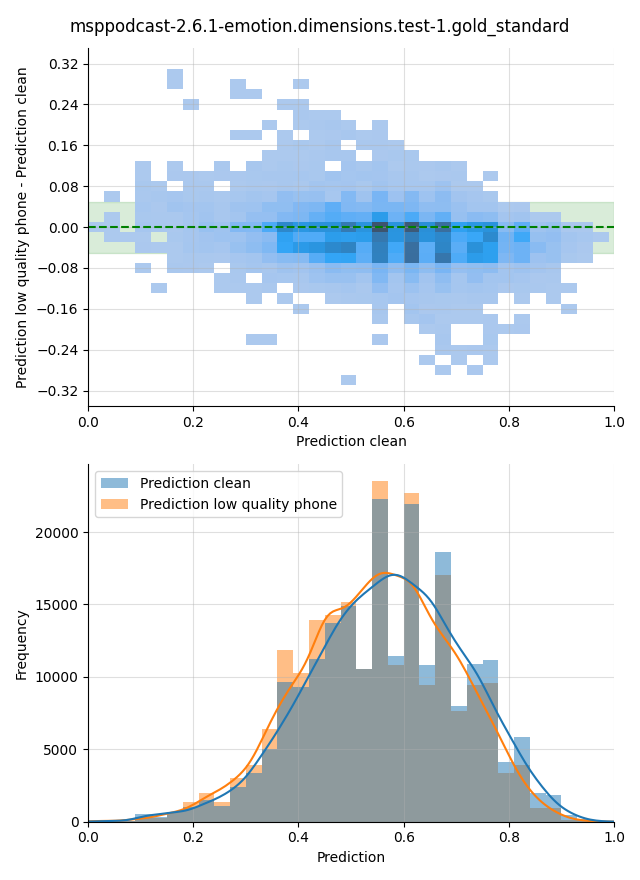 msppodcast-2.6.1-emotion.dimensions.test-1.gold_standard
Prediction low quality phone - Prediction clean
0.32
0.24
0.16
0.08
0.00
−0.08
−0.16
−0.24
−0.32
0.0 0.2 0.4 0.6 0.8 1.0
Prediction clean
Prediction clean
Prediction low quality phone
Frequency
20000
15000
10000
5000
0
0.0 0.2 0.4 0.6 0.8 1.0
Prediction